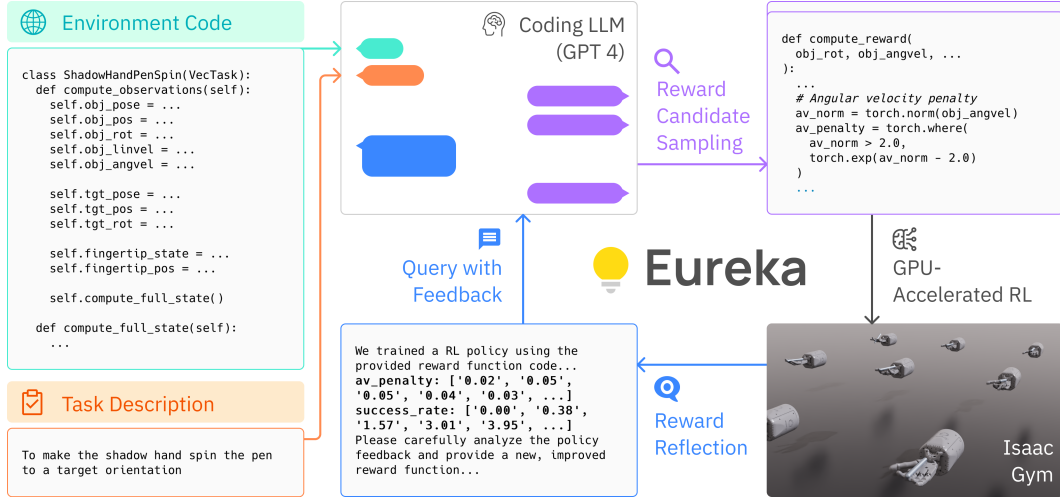 Environment Code
class ShadowHandPenSpin(VecTask):
  def compute_observations(self):
    self.obj_pose = ...
    self.obj_pos = ...
    self.obj_rot = ...
    self.obj_linvel = ...
    self.obj_angvel = ...
    self.tgt_pose = ...
    self.tgt_pos = ...
    self.tgt_rot = ...
    self.fingertip_state = ...
    self.fingertip_pos = ...
    self.compute_full_state()
  def compute_full_state(self):
    ...
Task Description
To make the shadow hand spin the pen
to a target orientation
Coding LLM
(GPT 4)
Reward
Candidate
Sampling
def compute_reward(
  obj_rot, obj_angvel, ...
):
  ...
  # Angular velocity penalty
  av_norm = torch.norm(obj_angvel)
  av_penalty = torch.where(
    av_norm > 2.0,
    torch.exp(av_norm - 2.0)
  )
  ...
Query with
Feedback
Eureka
GPU-
Accelerated RL
We trained a RL policy using the
provided reward function code...
av_penalty: ['0.02', '0.05',
'0.05', '0.04', '0.03', ...]
success_rate: ['0.00', '0.38',
'1.57', '3.01', '3.95', ...]
Please carefully analyze the policy
feedback and provide a new, improved
reward function...
Reward
Reflection
Isaac
Gym